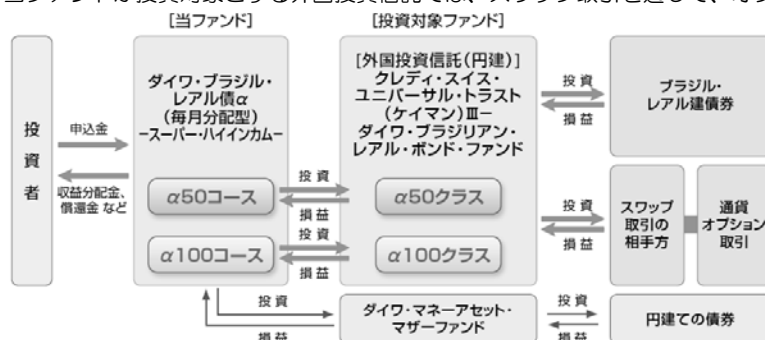 [当ファンド]
[投資対象ファンド]
投資者
申込金
収益分配金、
償還金 など
ダイワ・ブラジル・
レアル債α
(毎月分配型)
-スーパー・ハイインカム-
α50コース
α100コース
投資
損益
投資
損益
[外国投資信託(円建)]
クレディ・スイス・
ユニバーサル・トラスト
(ケイマン)Ⅲ-
ダイワ・ブラジリアン・
レアル・ボンド・ファンド
α50クラス
α100クラス
投資
損益
ブラジル・
レアル建債券
投資
損益
スワップ
取引の
相手方
通貨
オプション
取引
投資
損益
ダイワ・マネーアセット・
マザーファンド
投資
損益
円建ての債券